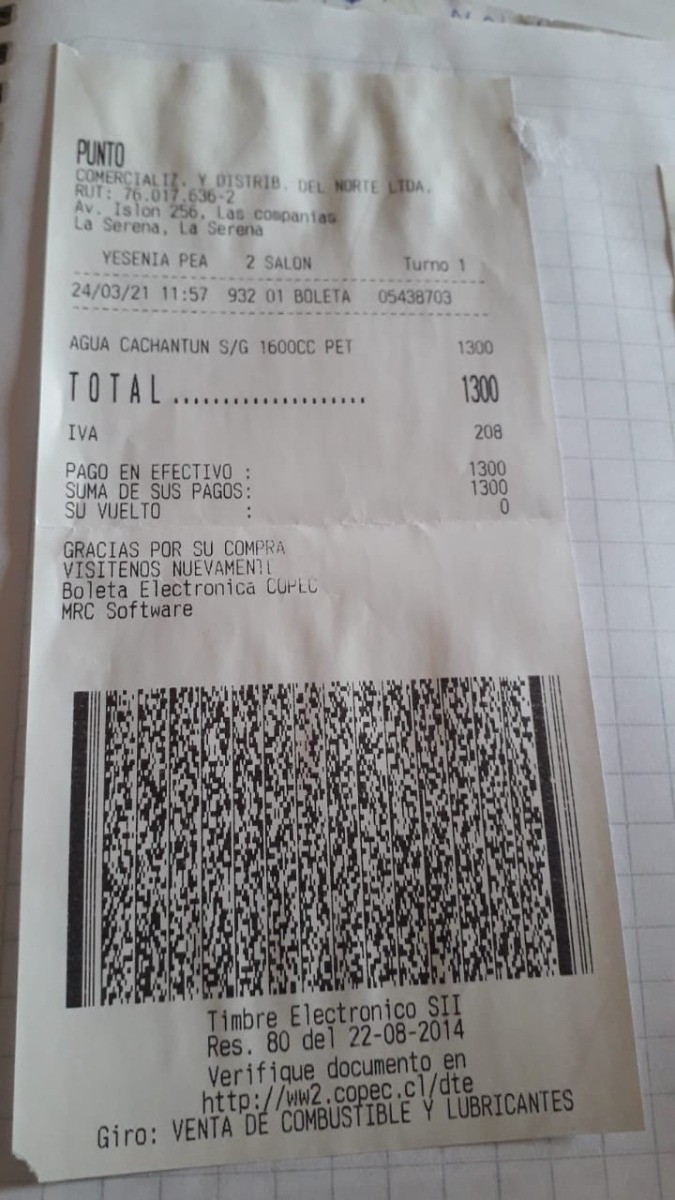 PUNTO
COMERCIALIZ. Y DISTRIB. DEL NORTE LTDA.
RUT: 76.017.636-2
Av. Islon 256, Las companias
La Serena, La Serena
YESENIA PEA 2 SALON Turno 1
24/03/21 11:57 932 01 BOLETA 05438703
AGUA CACHANTUN S/G 1600CC PET 1300
TOTAL..................... 1300
IVA 208
PAGO EN EFECTIVO : 1300
SUMA DE SUS PAGOS: 1300
SU VUELTO : 0
GRACIAS POR SU COMPRA
VISITENOS NUEVAMENTE
Boleta Electronica COPEC
MRC Software
Timbre Electronico SII
Res. 80 del 22-08-2014
Verifique documento en
http://ww2.copec.cl/dte
Giro: VENTA DE COMBUSTIBLE Y LUBRICANTES